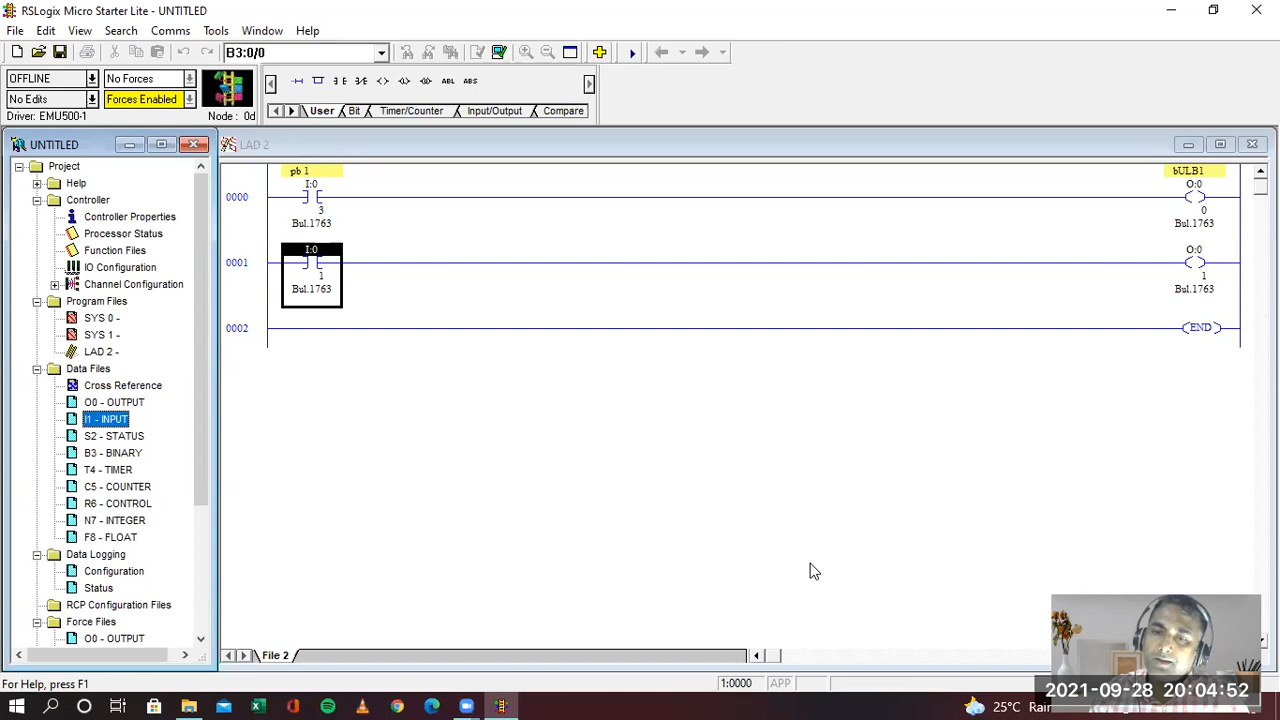 RSLogix Micro Starter Lite - UNTITLED
File Edit View Search Comms Tools Window Help
B3:0/0
OFFLINE No Forces
No Edits Forces Enabled
Driver: EMU500-1 Node : 0d
ABL ABS
User Bit Timer/Counter Input/Output Compare
UNTITLED
Project
Help
Controller
Controller Properties
Processor Status
Function Files
IO Configuration
Channel Configuration
Program Files
SYS 0 -
SYS 1 -
LAD 2 -
Data Files
Cross Reference
O0 - OUTPUT
I1 - INPUT
S2 - STATUS
B3 - BINARY
T4 - TIMER
C5 - COUNTER
R6 - CONTROL
N7 - INTEGER
F8 - FLOAT
Data Logging
Configuration
Status
RCP Configuration Files
Force Files
O0 - OUTPUT
LAD 2
pb 1 bULB1
I:0 O:0
0000
3 0
Bul.1763 Bul.1763
I:0 O:0
0001
1 1
Bul.1763 Bul.1763
0002 END
File 2
For Help, press F1
1:0000 APP
2021-09-28 20:04:52
25°C Rain